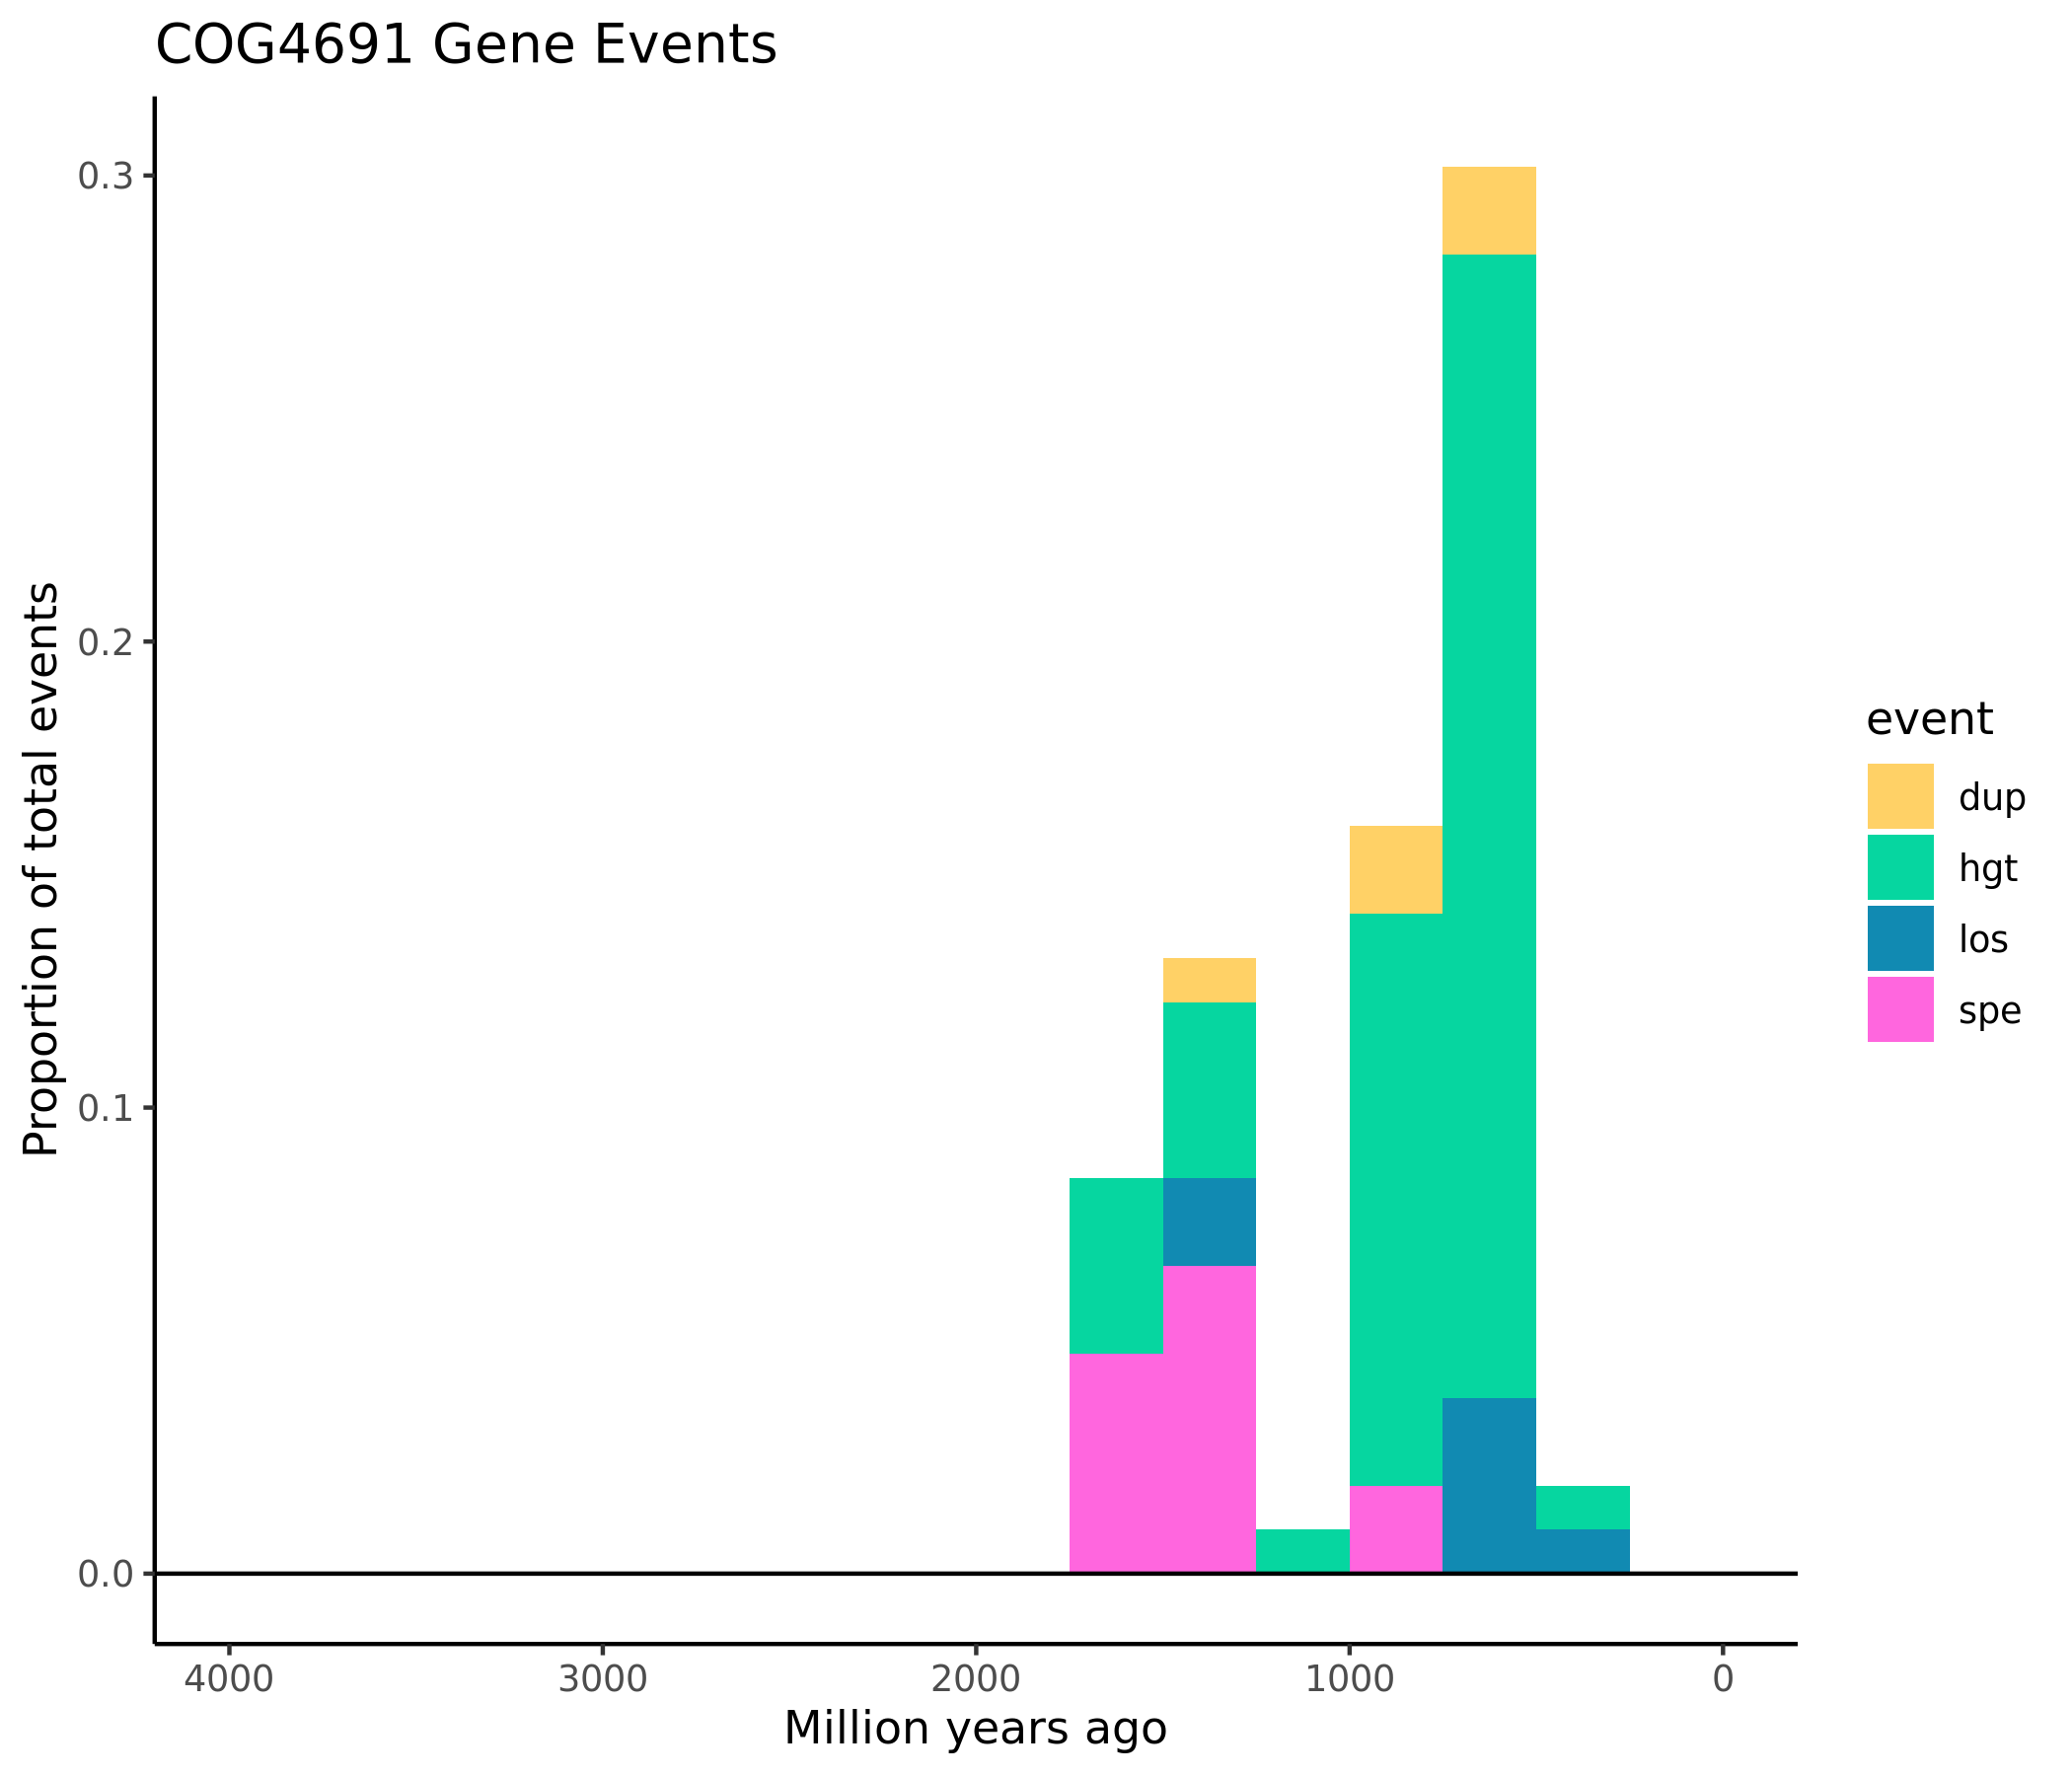 COG4691 Gene Events
Proportion of total events
0.3
0.2
0.1
0.0
4000 3000 2000 1000 0
Million years ago
event
dup
hgt
los
spe